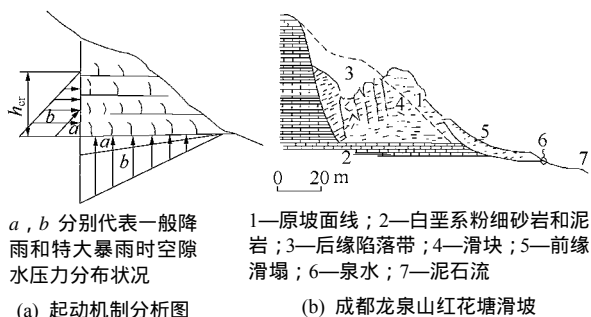 h_cr
b
a
a
b
3
4
1
5
6
7
2
0 20 m
a，b 分别代表一般降
雨和特大暴雨时空隙
水压力分布状况
(a) 起动机制分析图
1—原坡面线；2—白垩系粉细砂岩和泥
岩；3—后缘陷落带；4—滑块；5—前缘
滑塌；6—泉水；7—泥石流
(b) 成都龙泉山红花塘滑坡